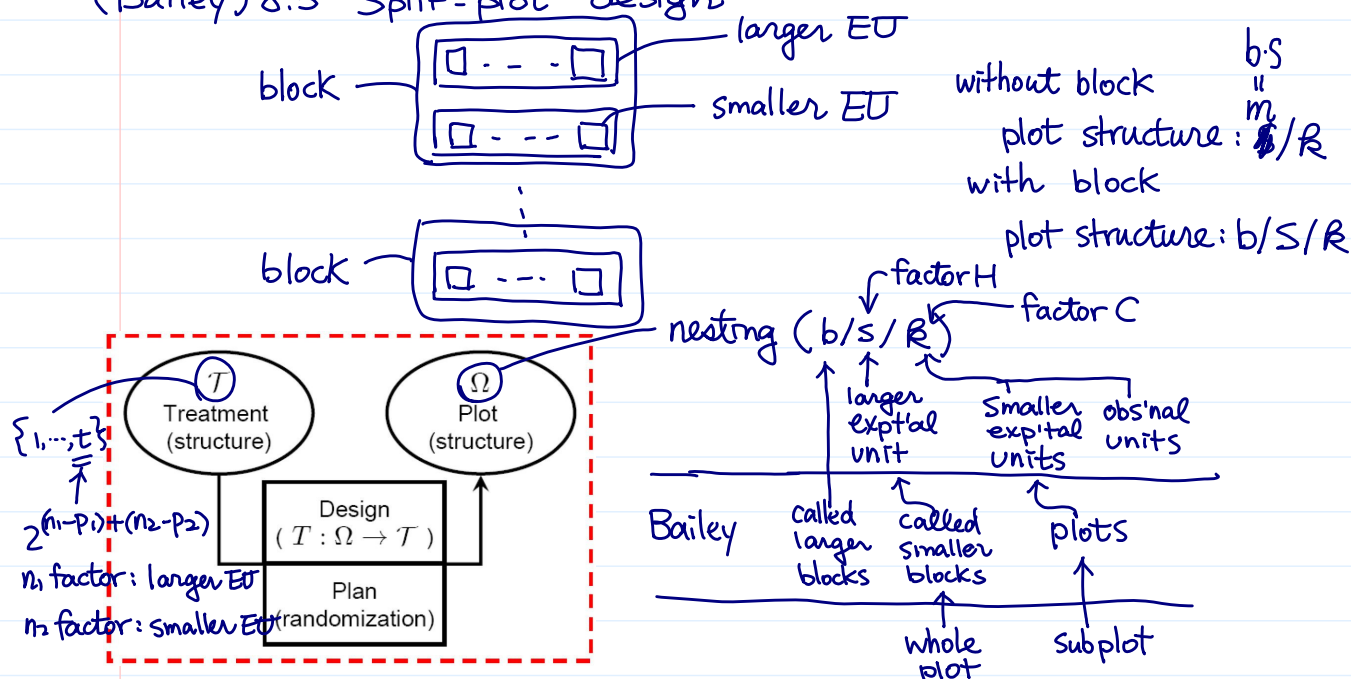 (Bailey) 8.3 Split-plot design
larger EU
block
smaller EU
b·s
=
m
without block
plot structure: /k
with block
plot structure: b/s/k
block
factor H
factor C
nesting (b/s/k)
larger
expt'al
unit
smaller
exp'tal
units
obs'nal
units
Bailey
called
larger
blocks
called
smaller
blocks
plots
whole
plot
subplot
𝒯
Treatment
(structure)
Ω
Plot
(structure)
{1,...,t}
2^(n1-p1)+(n2-p2)
n1 factor: larger EU
n2 factor: smaller EU
Design
( T : Ω → 𝒯 )
Plan
(randomization)